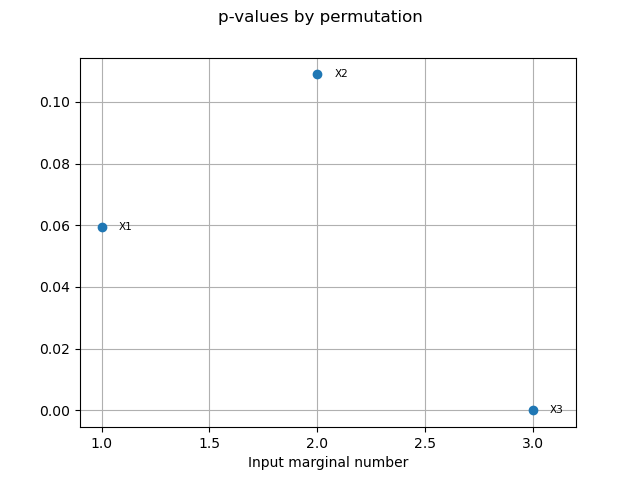 p-values by permutation
X2
0.10
0.08
0.06
X1
0.04
0.02
0.00
X3
1.0 1.5 2.0 2.5 3.0
Input marginal number